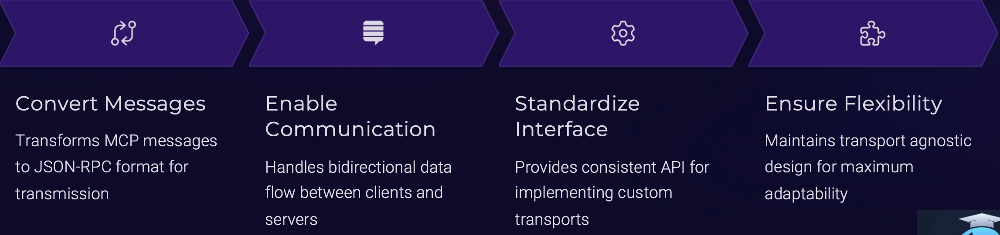 Convert Messages
Transforms MCP messages
to JSON-RPC format for
transmission
Enable
Communication
Handles bidirectional data
flow between clients and
servers
Standardize
Interface
Provides consistent API for
implementing custom
transports
Ensure Flexibility
Maintains transport agnostic
design for maximum
adaptability